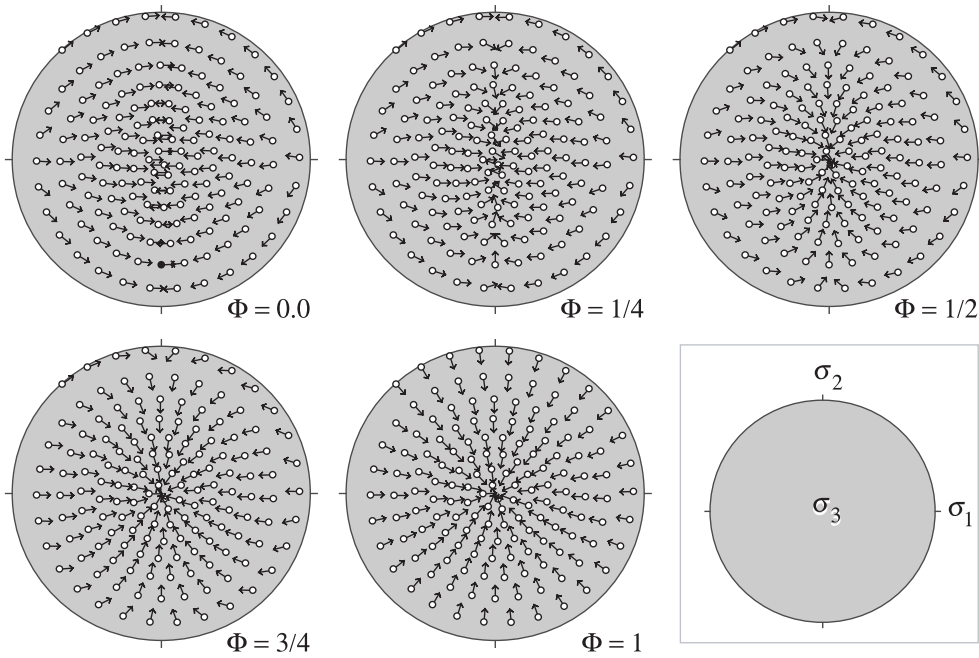 Φ = 0.0
Φ = 1/4
Φ = 1/2
Φ = 3/4
Φ = 1
σ2
σ3
σ1